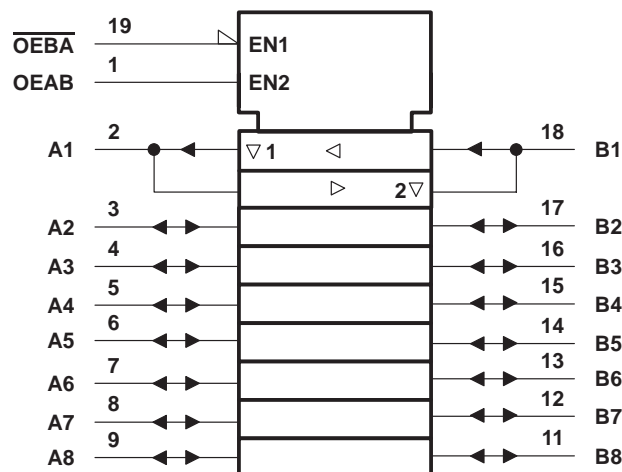 19
OEBA EN1
1
OEAB EN2
2 18
A1 1 B1
2
3 17
A2 B2
4 16
A3 B3
5 15
A4 B4
6 14
A5 B5
7 13
A6 B6
8 12
A7 B7
9 11
A8 B8